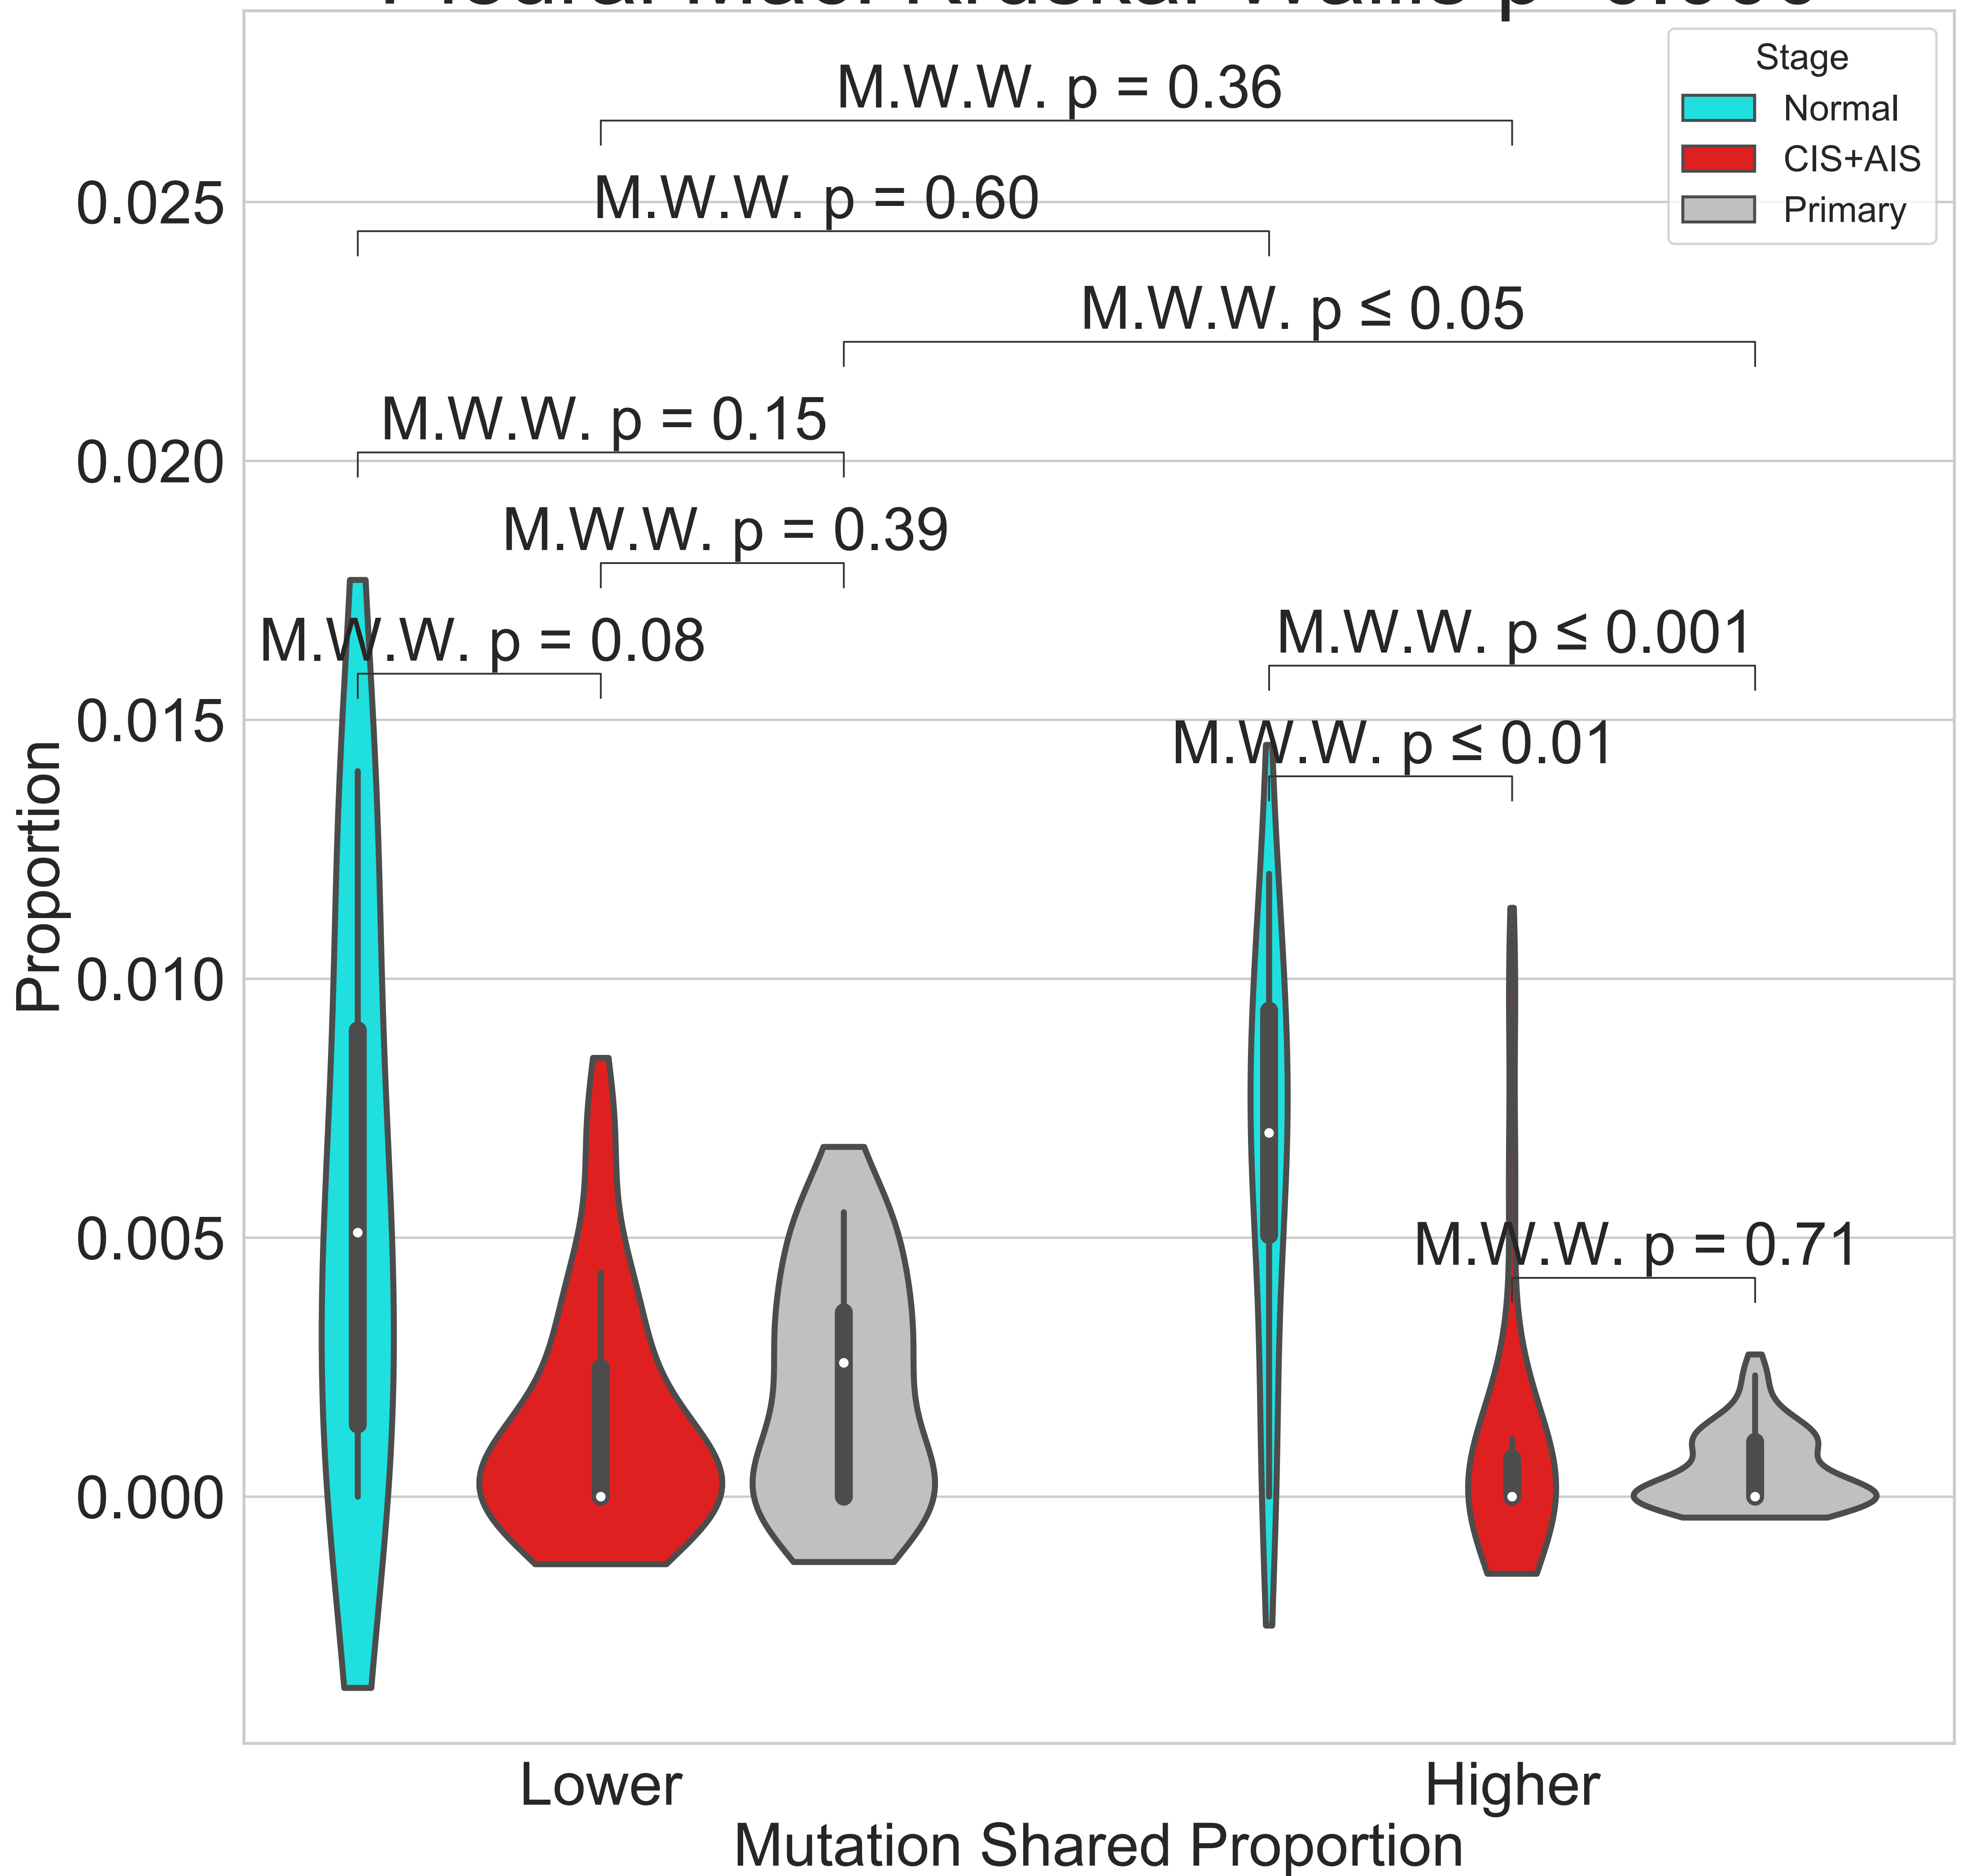 Stage
Normal
CIS+AIS
Primary
M.W.W. p = 0.36
M.W.W. p = 0.60
M.W.W. p ≤ 0.05
M.W.W. p = 0.15
M.W.W. p = 0.39
M.W.W. p = 0.08
M.W.W. p ≤ 0.001
M.W.W. p ≤ 0.01
M.W.W. p = 0.71
0.025
0.020
0.015
0.010
0.005
0.000
Proportion
Lower
Higher
Mutation Shared Proportion